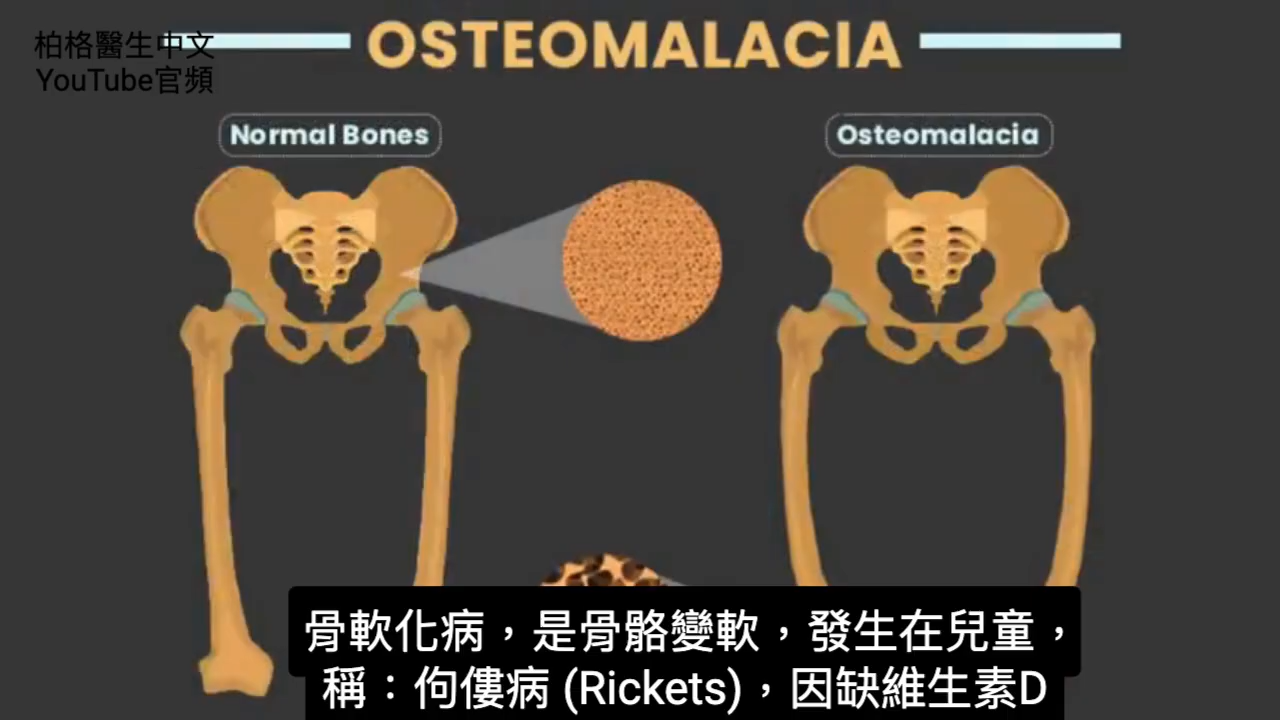 柏格醫生中文
YouTube官頻
OSTEOMALACIA
Normal Bones
Osteomalacia
骨軟化病，是骨骼變軟，發生在兒童，
稱：佝僂病 (Rickets)，因缺維生素D